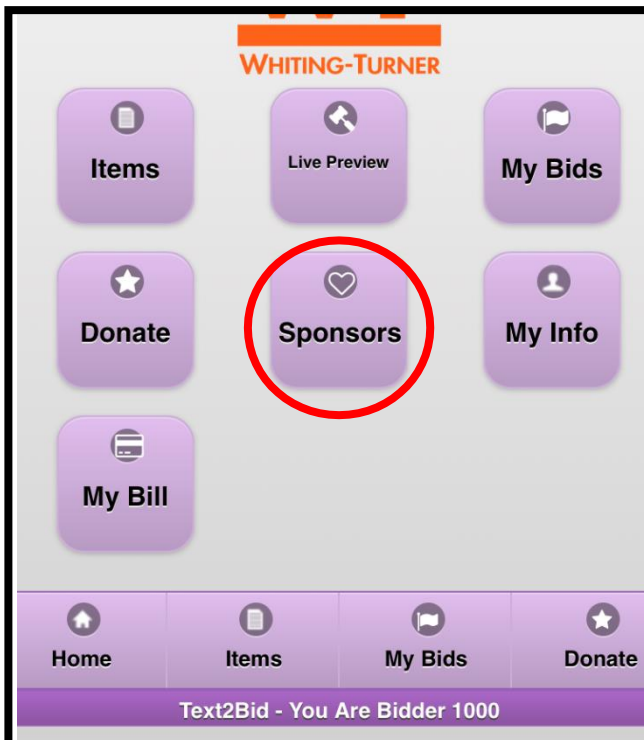 WHITING-TURNER
Items
Live Preview
My Bids
Donate
Sponsors
My Info
My Bill
Home
Items
My Bids
Donate
Text2Bid - You Are Bidder 1000